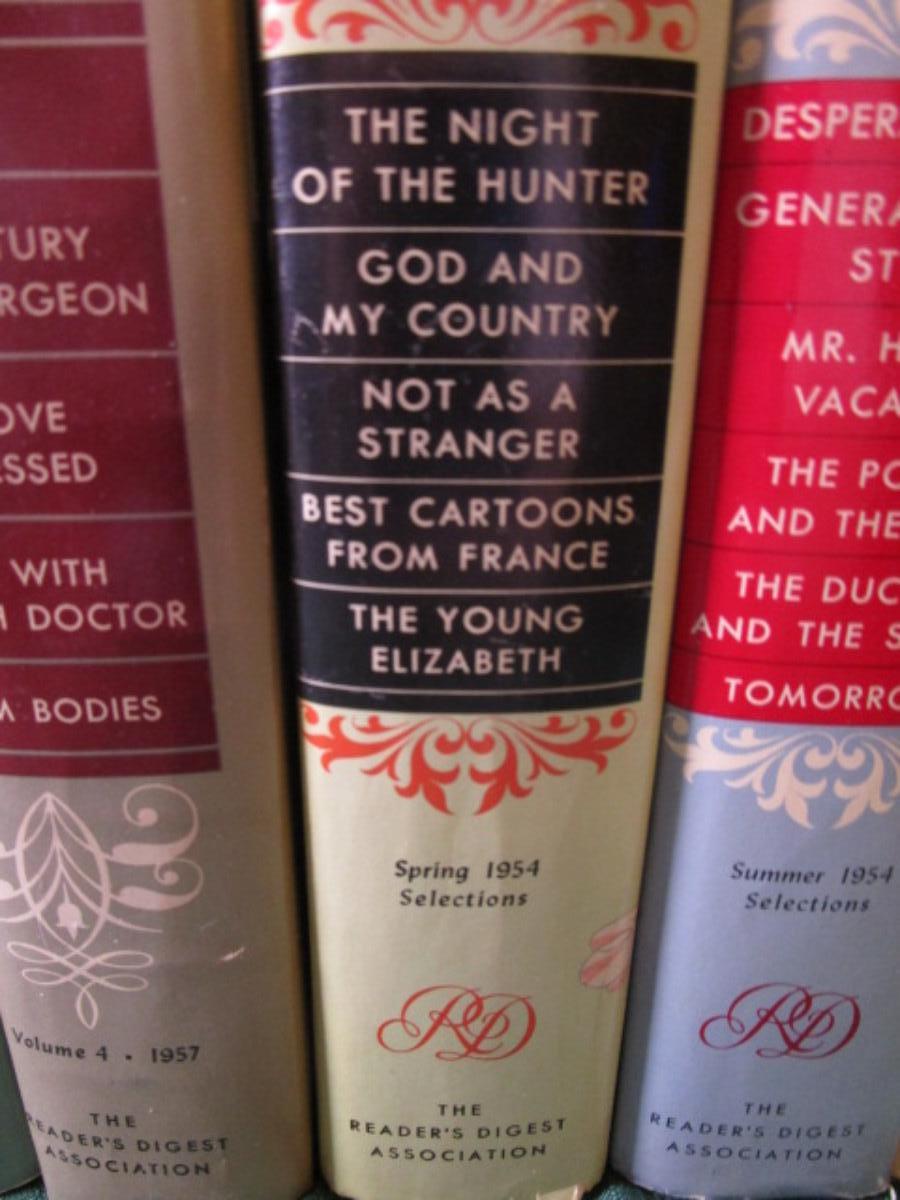 TURY
RGEON
OVE
ESSED
WITH
H DOCTOR
M BODIES
Volume 4 • 1957
THE
READER'S DIGEST
ASSOCIATION
THE NIGHT
OF THE HUNTER
GOD AND
MY COUNTRY
NOT AS A
STRANGER
BEST CARTOONS
FROM FRANCE
THE YOUNG
ELIZABETH
Spring 1954
Selections
RD
THE
READER'S DIGEST
ASSOCIATION
DESPER
GENERA
ST
MR. H
VACA
THE PO
AND THE
THE DUC
AND THE S
TOMORRO
Summer 1954
Selections
RD
THE
READER'S DIGEST
ASSOCIATION